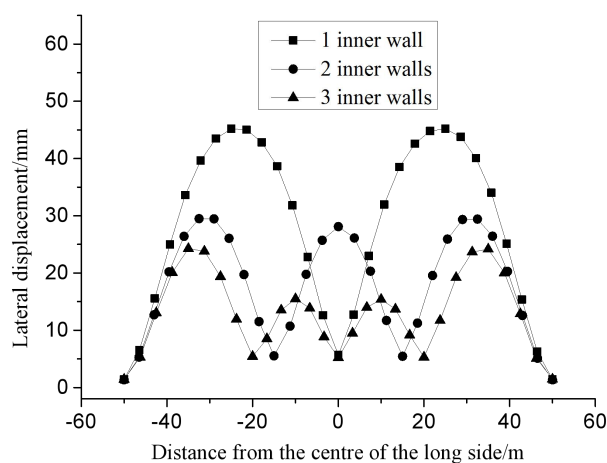 60
50
40
30
20
10
0
1 inner wall
2 inner walls
3 inner walls
Lateral displacement/mm
-60
-40
-20
0
20
40
60
Distance from the centre of the long side/m